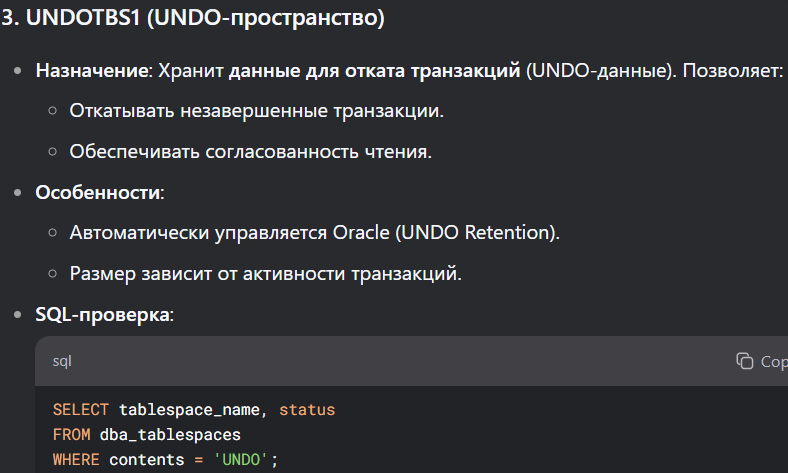 3. UNDOTBS1 (UNDO-пространство)
Назначение: Хранит данные для отката транзакций (UNDO-данные). Позволяет:
Откатывать незавершенные транзакции.
Обеспечивать согласованность чтения.
Особенности:
Автоматически управляется Oracle (UNDO Retention).
Размер зависит от активности транзакций.
SQL-проверка:
sql Cop
SELECT tablespace_name, status
FROM dba_tablespaces
WHERE contents = 'UNDO';